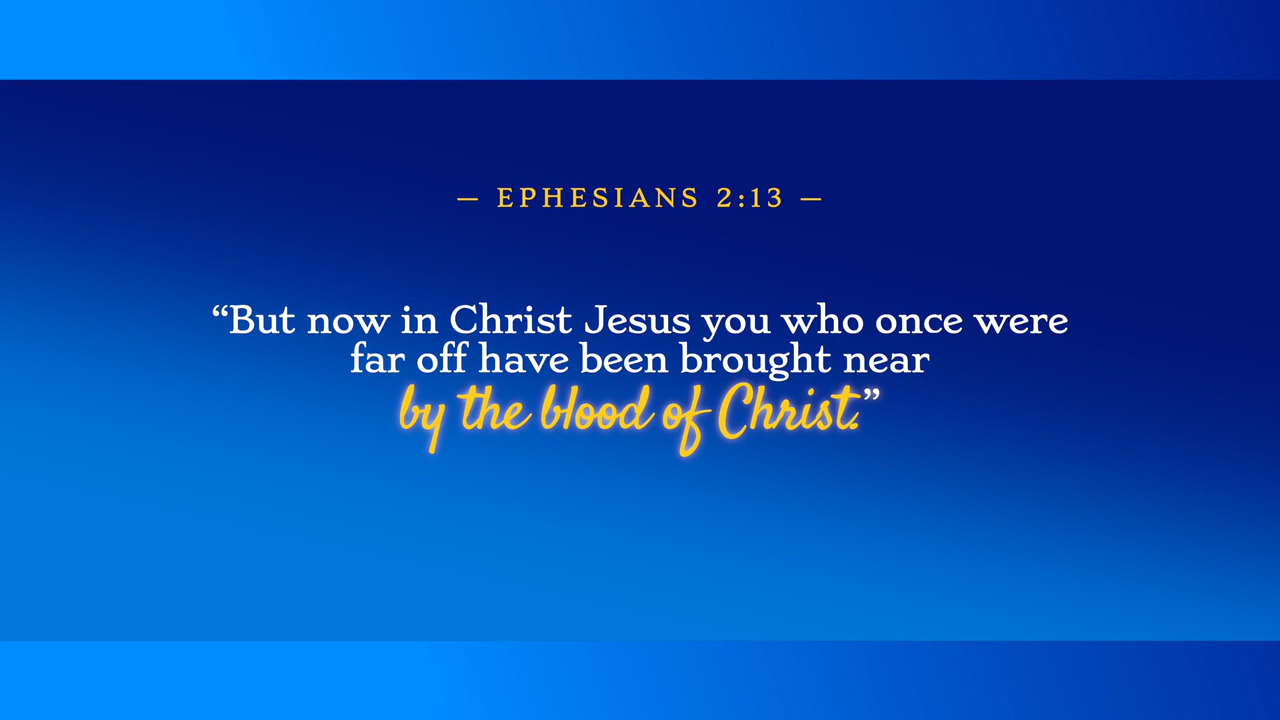 — EPHESIANS 2:13 —
“But now in Christ Jesus you who once were
far off have been brought near
by the blood of Christ.”